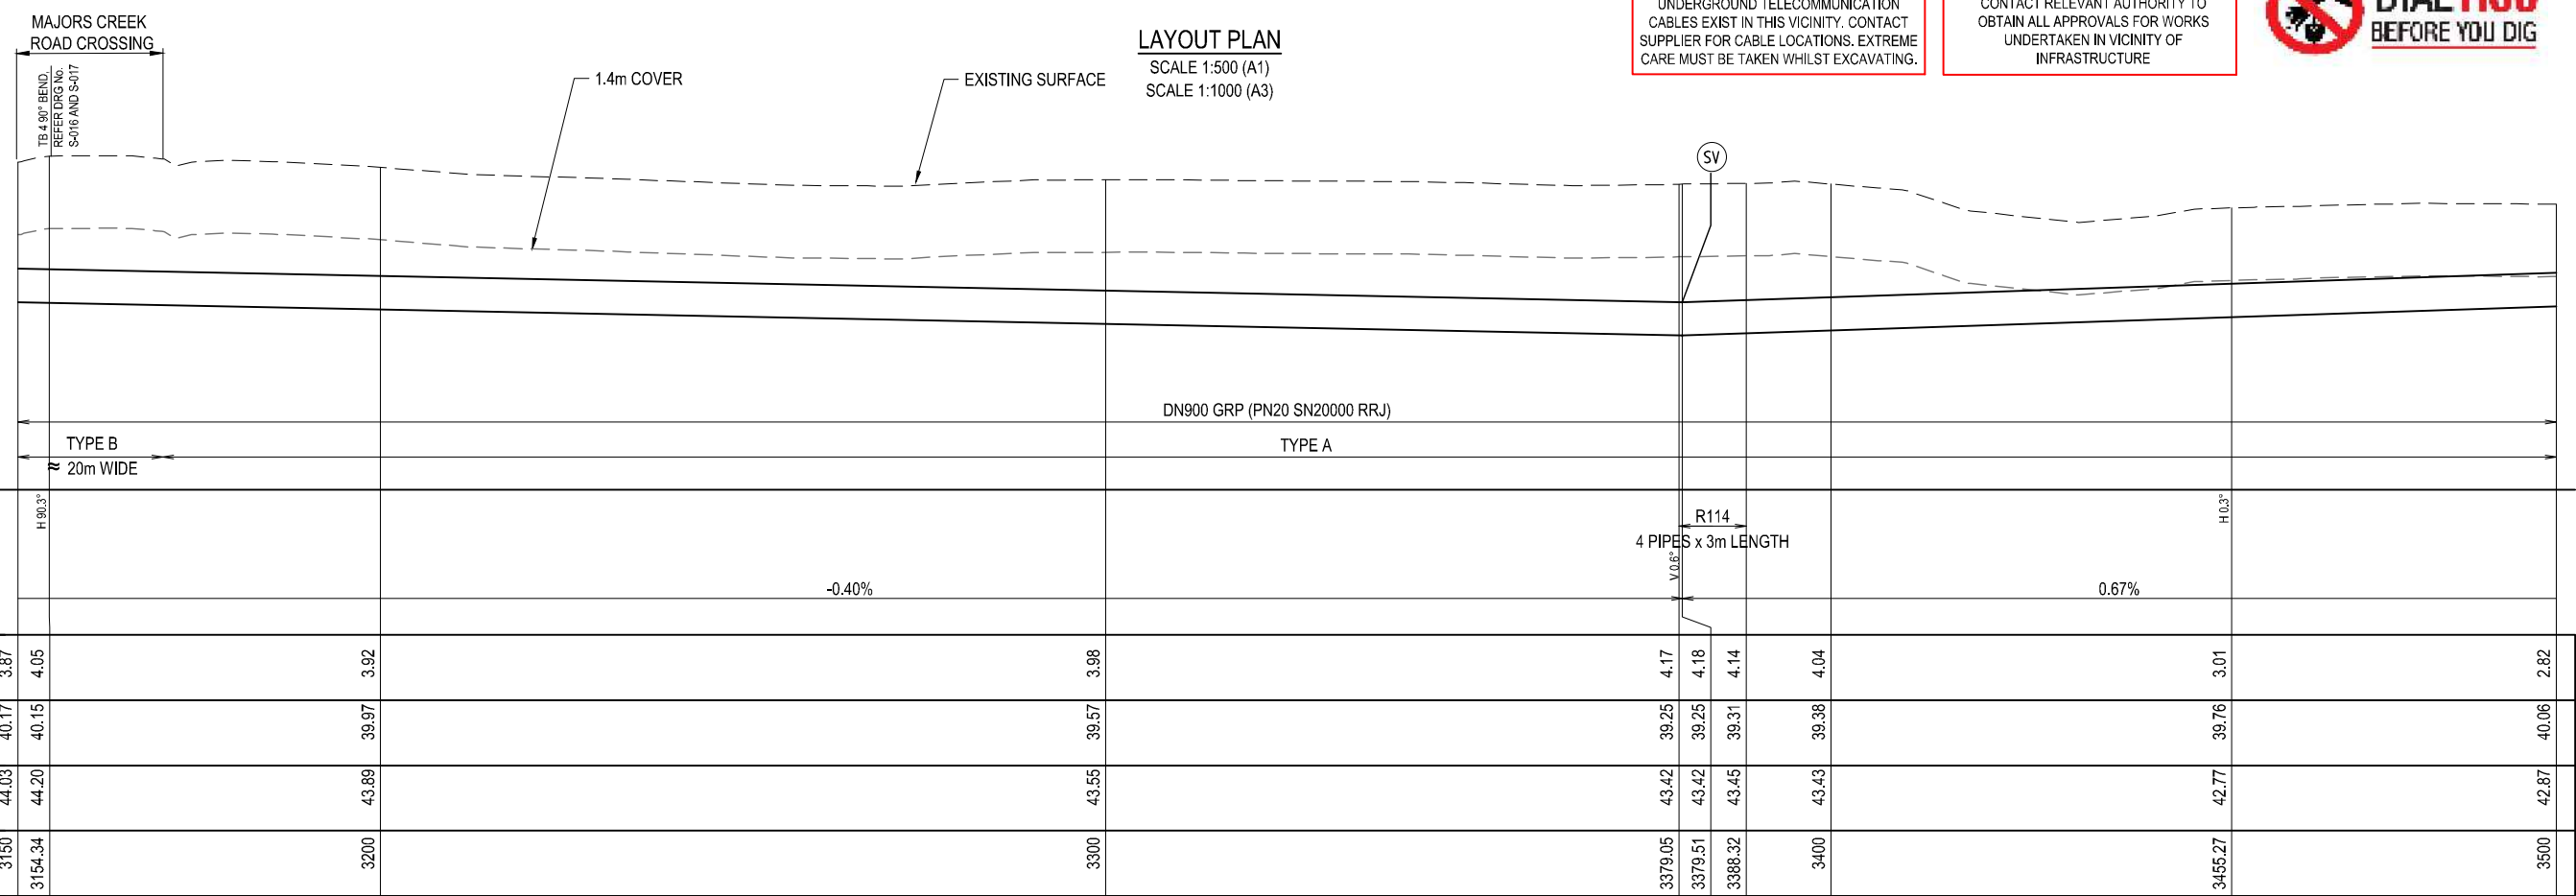 MAJORS CREEK
ROAD CROSSING
TB 4 90° BEND,
REFER DRG No.
S-016 AND S-017
1.4m COVER
EXISTING SURFACE
LAYOUT PLAN
SCALE 1:500 (A1)
SCALE 1:1000 (A3)
UNDERGROUND TELECOMMUNICATION
CABLES EXIST IN THIS VICINITY. CONTACT
SUPPLIER FOR CABLE LOCATIONS. EXTREME
CARE MUST BE TAKEN WHILST EXCAVATING.
CONTACT RELEVANT AUTHORITY TO
OBTAIN ALL APPROVALS FOR WORKS
UNDERTAKEN IN VICINITY OF
INFRASTRUCTURE
DIAL 1100
BEFORE YOU DIG
SV
DN900 GRP (PN20 SN20000 RRJ)
TYPE B
≈ 20m WIDE
TYPE A
H 90.3°
R114
4 PIPES x 3m LENGTH
V 0.6°
H 0.3°
-0.40%
0.67%
3.87 4.05 3.92 3.98 4.17 4.18 4.14 4.04 3.01 2.82
40.17 40.15 39.97 39.57 39.25 39.25 39.31 39.38 39.76 40.06
44.03 44.20 43.89 43.55 43.42 43.42 43.45 43.43 42.77 42.87
3150 3154.34 3200 3300 3379.05 3379.51 3388.32 3400 3455.27 3500